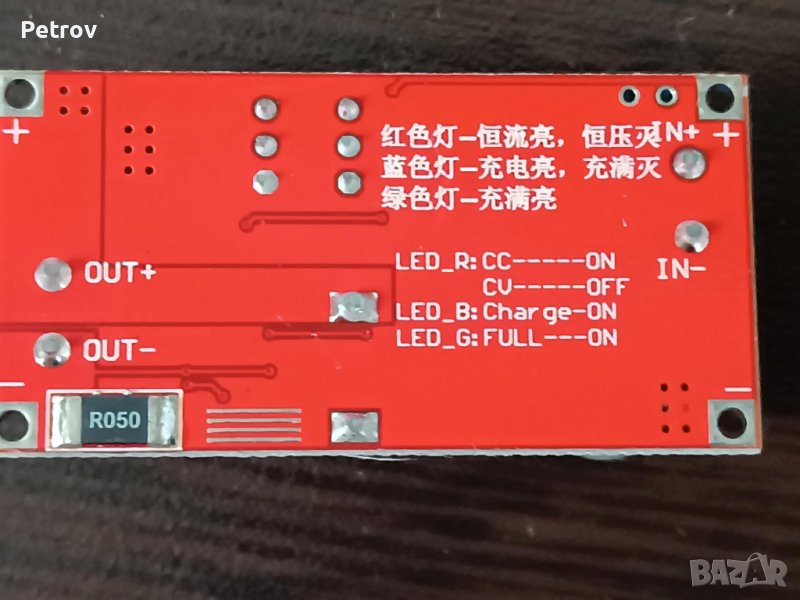 Petrov
+
红色灯-恒流亮，恒压灭
IN+
+
蓝色灯-充电亮，充满灭
绿色灯-充满亮
OUT+
LED_R:CC-----ON
IN-
CV-----OFF
LED_B:Charge-ON
OUT-
LED_G:FULL---ON
-
-
R050
BAZAR